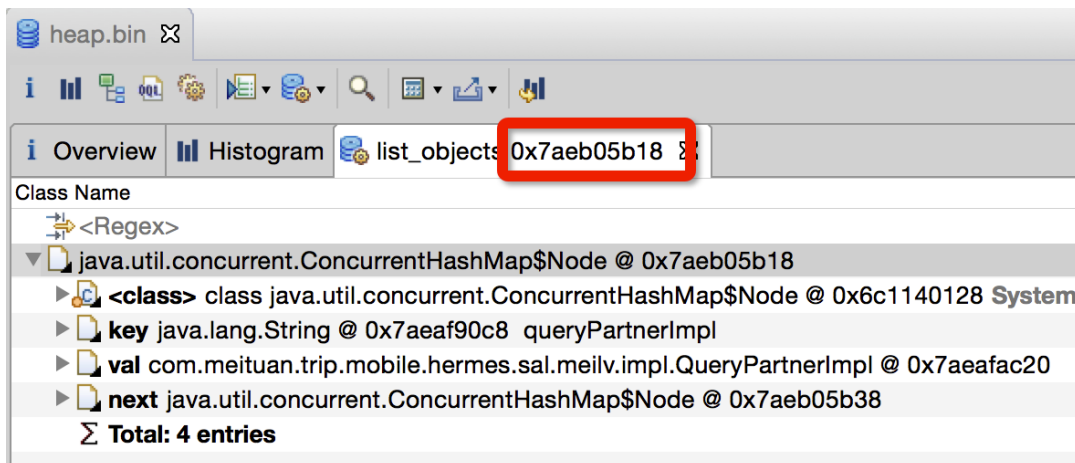 heap.bin
i OQL
i Overview Histogram list_objects 0x7aeb05b18
Class Name
<Regex>
java.util.concurrent.ConcurrentHashMap$Node @ 0x7aeb05b18
<class> class java.util.concurrent.ConcurrentHashMap$Node @ 0x6c1140128 System
key java.lang.String @ 0x7aeaf90c8 queryPartnerImpl
val com.meituan.trip.mobile.hermes.sal.meilv.impl.QueryPartnerImpl @ 0x7aeafac20
next java.util.concurrent.ConcurrentHashMap$Node @ 0x7aeb05b38
Σ Total: 4 entries